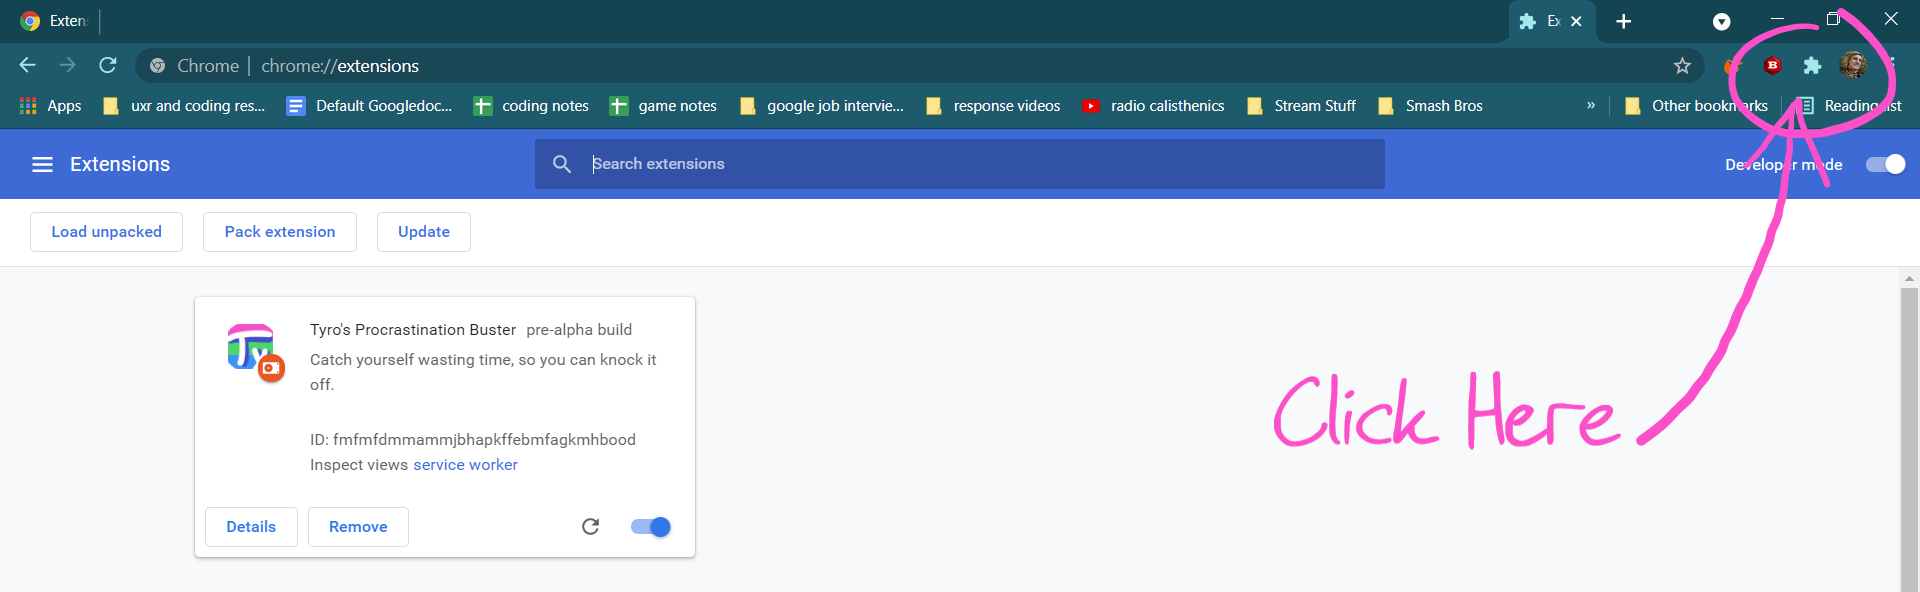 Exten
Ex
Chrome | chrome://extensions
Apps
uxr and coding res...
Default Googledoc...
coding notes
game notes
google job intervie...
response videos
radio calisthenics
Stream Stuff
Smash Bros
»
Other bookmarks
Reading list
Extensions
Search extensions
Developer mode
Load unpacked
Pack extension
Update
Tyro's Procrastination Buster pre-alpha build
Catch yourself wasting time, so you can knock it
off.
ID: fmfmfdmmammjbhapkffebmfagkmhbood
Inspect views service worker
Details
Remove
Ty
B
Click Here